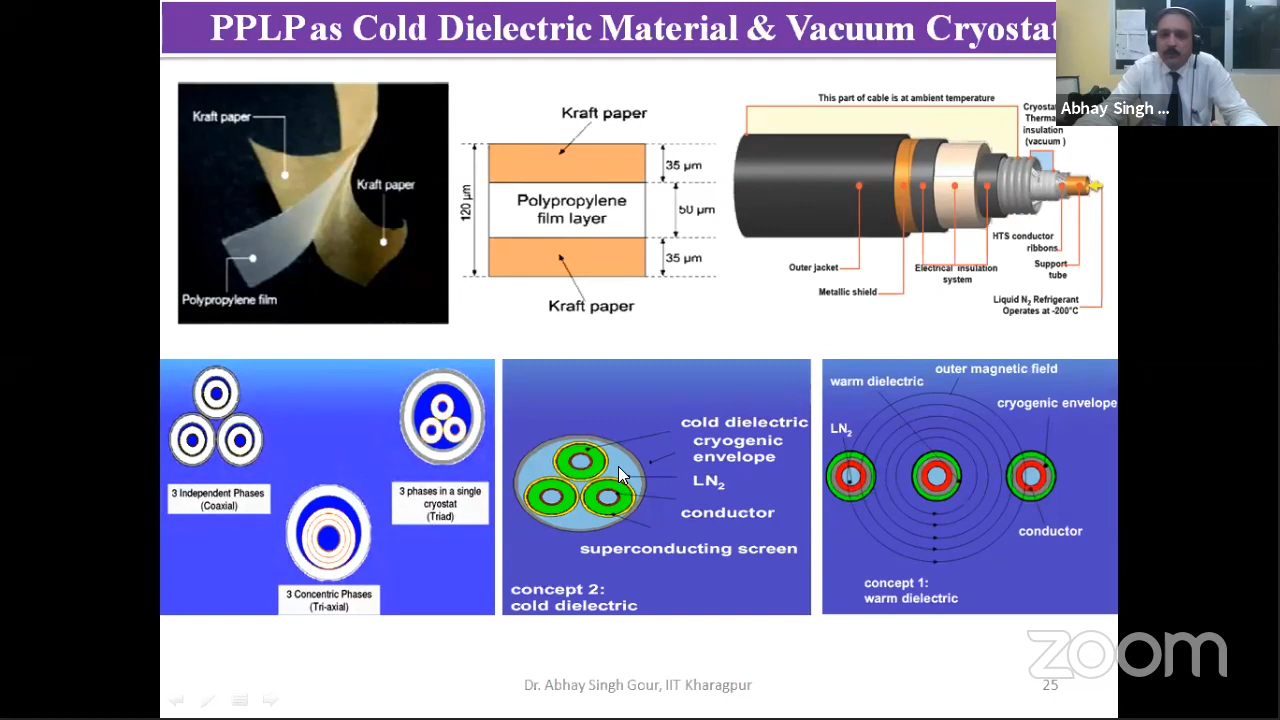 PPLP as Cold Dielectric Material & Vacuum Cryostat
Abhay Singh ...
Kraft paper
Kraft paper
Polypropylene film
Kraft paper
120 µm
35 µm
Polypropylene
film layer
50 µm
35 µm
Kraft paper
This part of cable is at ambient temperature
insulation
(vacuum )
HTS conductor
ribbons
Outer jacket
Electrical insulation
system
Support
tube
Metallic shield
Liquid N2 Refrigerant
Operates at -200°C
3 Independent Phases
(Coaxial)
3 phases in a single
cryostat
(Triad)
3 Concentric Phases
(Tri-axial)
cold dielectric
cryogenic
envelope
LN2
conductor
superconducting screen
concept 2:
cold dielectric
outer magnetic field
warm dielectric
cryogenic envelope
LN2
conductor
concept 1:
warm dielectric
zoom
Dr. Abhay Singh Gour, IIT Kharagpur
25